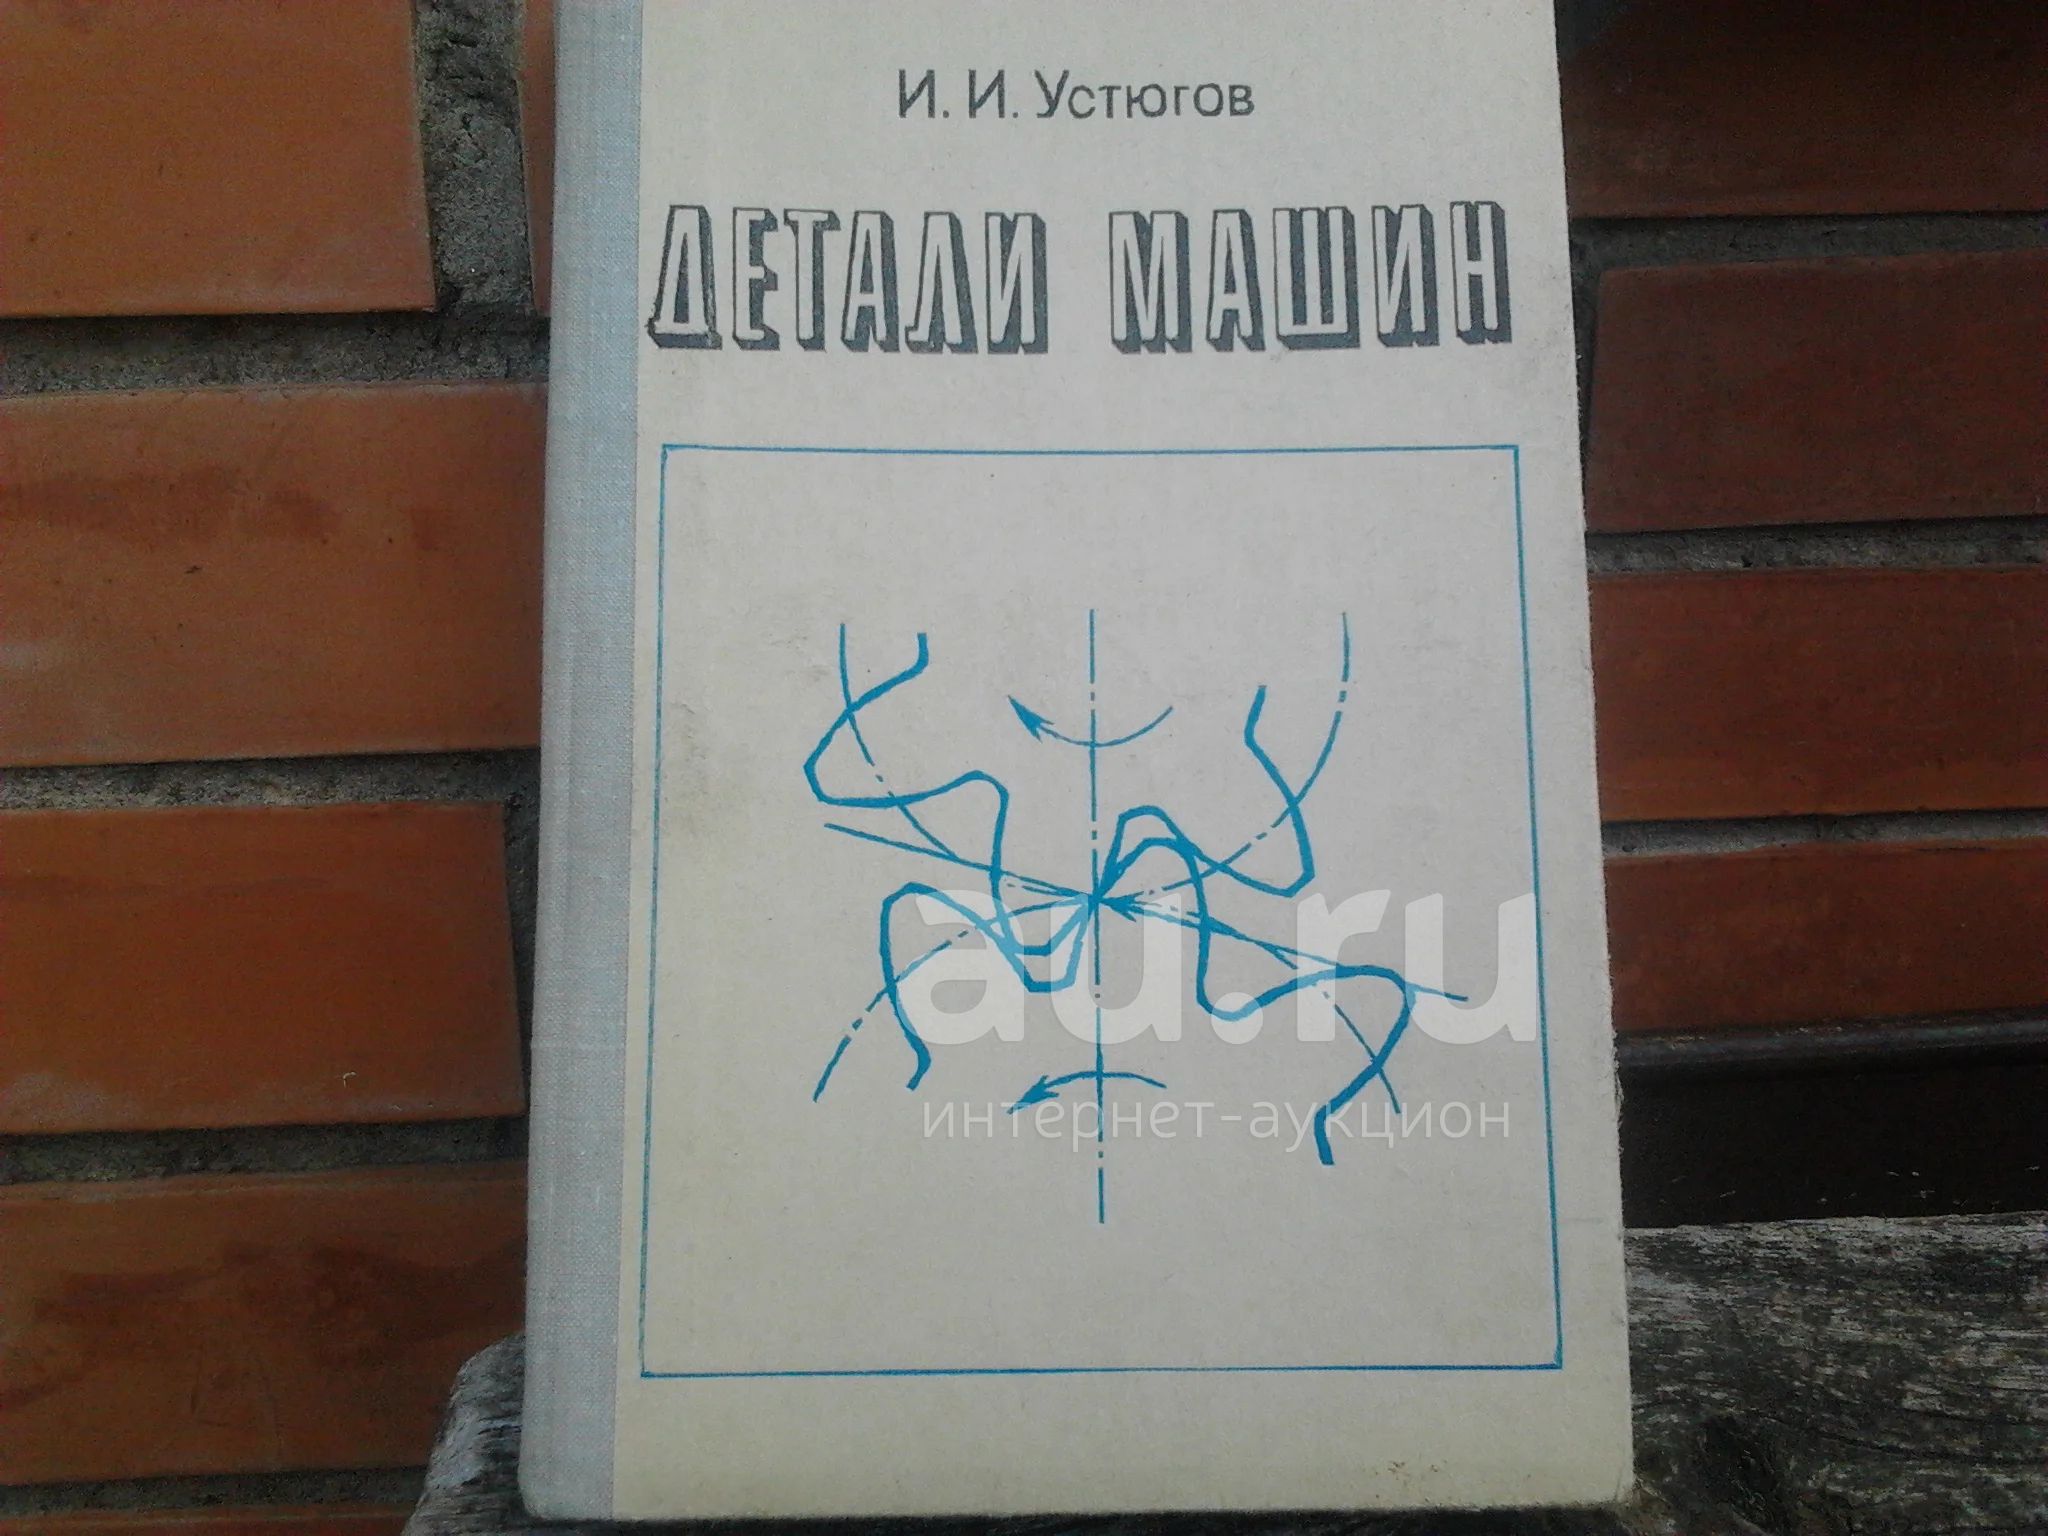 И. И. Устюгов
ДЕТАЛИ МАШИН
au.ru
интернет-аукцион